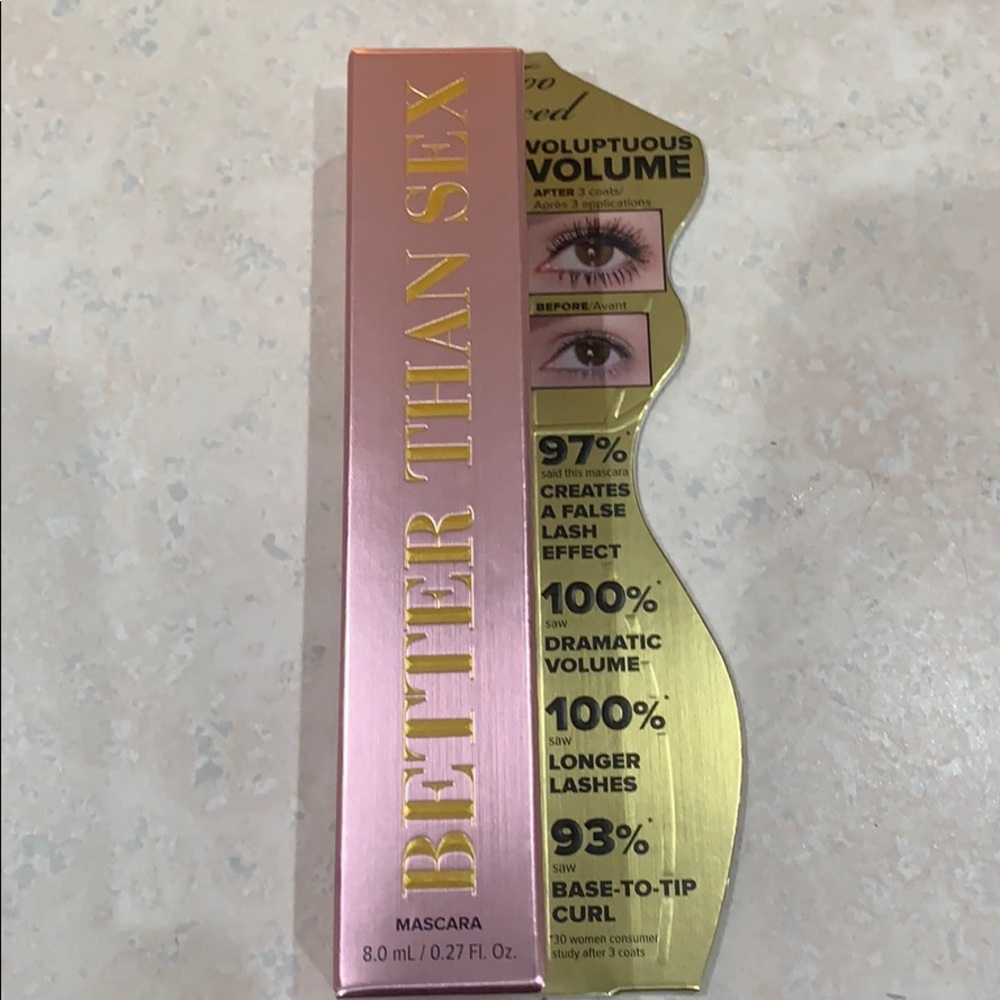 BETTER THAN SEX
MASCARA
8.0 mL / 0.27 Fl. Oz.
VOLUPTUOUS
VOLUME
AFTER 3 coats/
Après 3 applications
BEFORE/Avant
97%*
said this mascara
CREATES
A FALSE
LASH
EFFECT
100%*
saw
DRAMATIC
VOLUME
100%*
saw
LONGER
LASHES
93%*
saw
BASE-TO-TIP
CURL
*30 women consumer
study after 3 coats